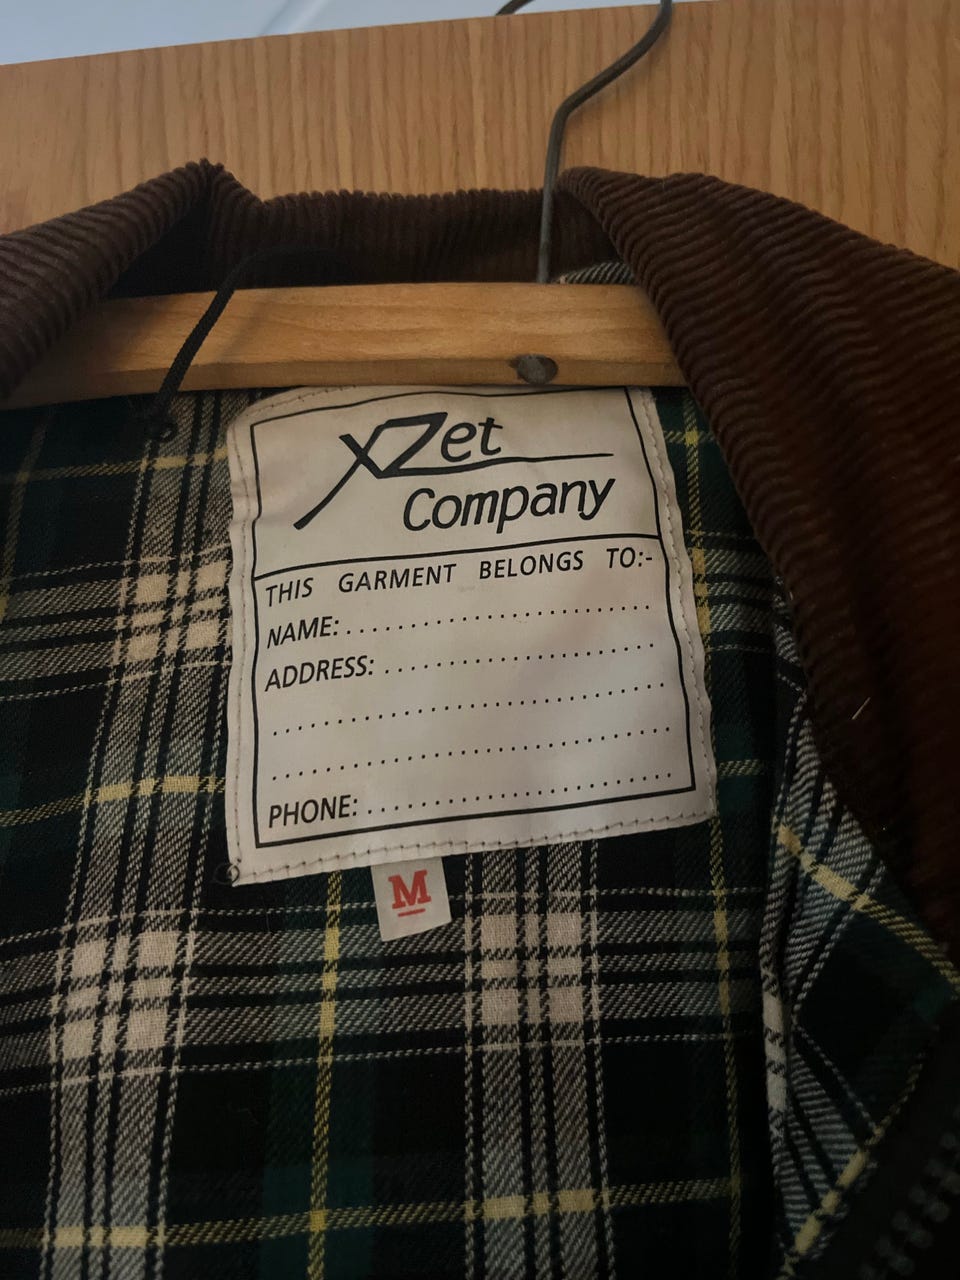 XZet
Company
THIS GARMENT BELONGS TO:-
NAME:......................
ADDRESS:....................
.............................
.............................
PHONE:.......................
M